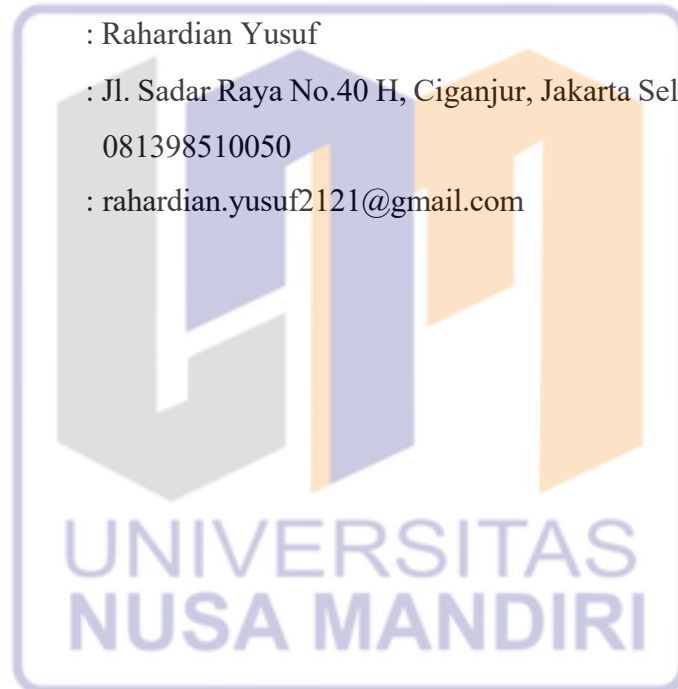 : Rahardian Yusuf
: Jl. Sadar Raya No.40 H, Ciganjur, Jakarta Sel
081398510050
: rahardian.yusuf2121@gmail.com
UNIVERSITAS
NUSA MANDIRI